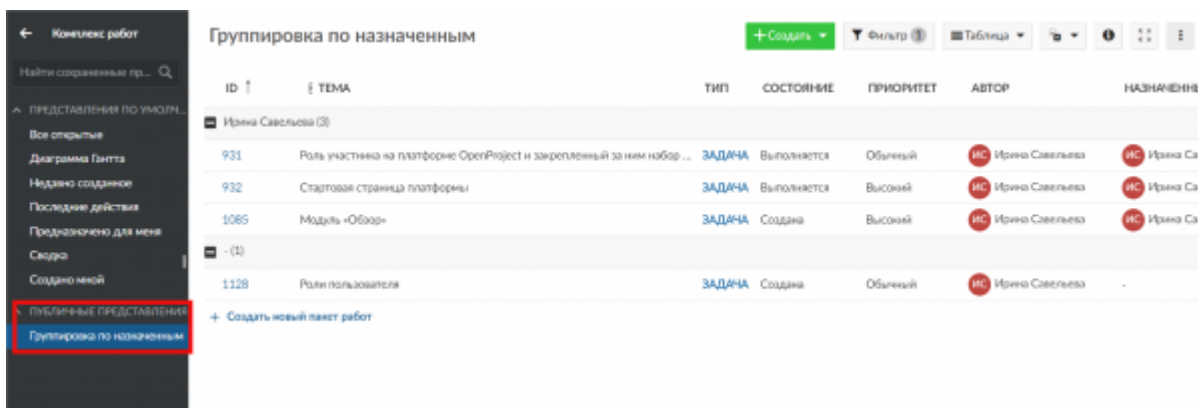 Комплекс работ
Найти сохраненные пр...
ПРЕДСТАВЛЕНИЯ ПО УМОЛЧ...
Все открытые
Диаграмма Гантта
Недавно созданное
Последние действия
Предназначено для меня
Сводка
Создано мной
ПУБЛИЧНЫЕ ПРЕДСТАВЛЕНИЯ
Группировка по назначенным
Группировка по назначенным
+ Создать
Фильтр 1
Таблица
ID ТЕМА ТИП СОСТОЯНИЕ ПРИОРИТЕТ АВТОР НАЗНАЧЕННЫ
Ирина Савельева (3)
931 Роль участника на платформе OpenProject и закрепленный за ним набор ... ЗАДАЧА Выполняется Обычный ИС Ирина Савельева ИС Ирина Са
932 Стартовая страница платформы ЗАДАЧА Выполняется Высокий ИС Ирина Савельева ИС Ирина Са
1085 Модуль «Обзор» ЗАДАЧА Создана Высокий ИС Ирина Савельева ИС Ирина Са
- (1)
1128 Роли пользователя ЗАДАЧА Создана Обычный ИС Ирина Савельева -
+ Создать новый пакет работ